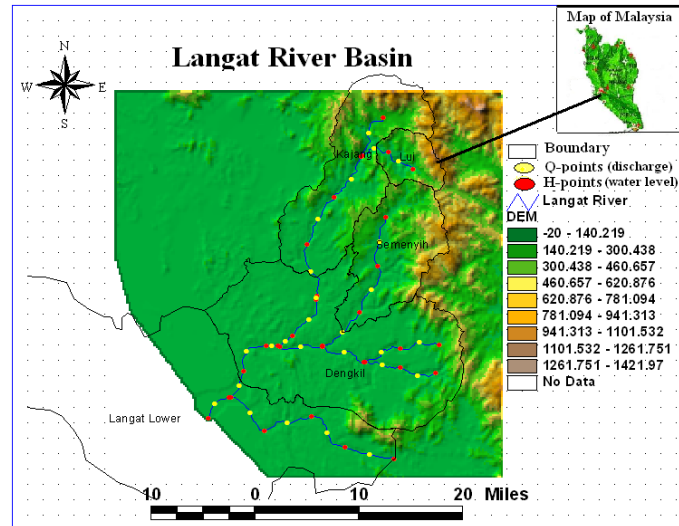 Langat River Basin
Map of Malaysia
N
W E
S
Kajang
Lui
Semenyih
Dengkil
Langat Lower
Boundary
Q-points (discharge)
H-points (water level)
Langat River
DEM
-20 - 140.219
140.219 - 300.438
300.438 - 460.657
460.657 - 620.876
620.876 - 781.094
781.094 - 941.313
941.313 - 1101.532
1101.532 - 1261.751
1261.751 - 1421.97
No Data
10 0 10 20 Miles